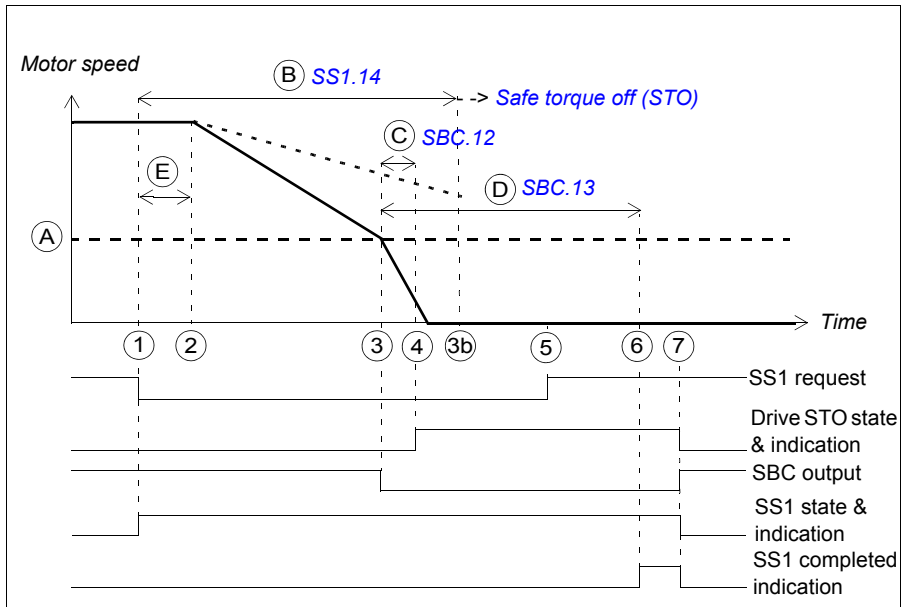 Motor speed
B SS1.14
--> Safe torque off (STO)
C SBC.12
E
D SBC.13
A
Time
1 2 3 4 3b 5 6 7
SS1 request
Drive STO state
& indication
SBC output
SS1 state &
indication
SS1 completed
indication